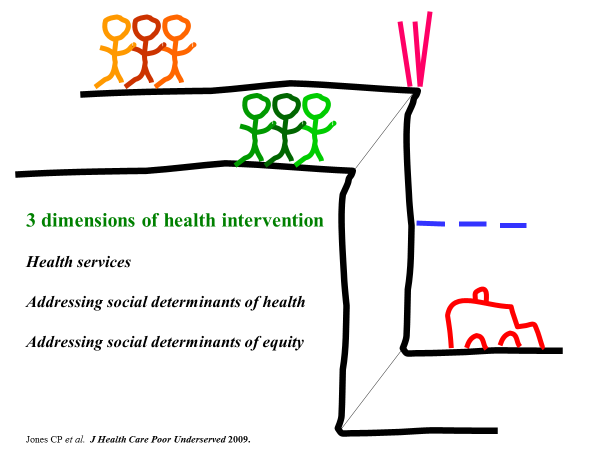 3 dimensions of health intervention
Health services
Addressing social determinants of health
Addressing social determinants of equity
Jones CP et al. J Health Care Poor Underserved 2009.